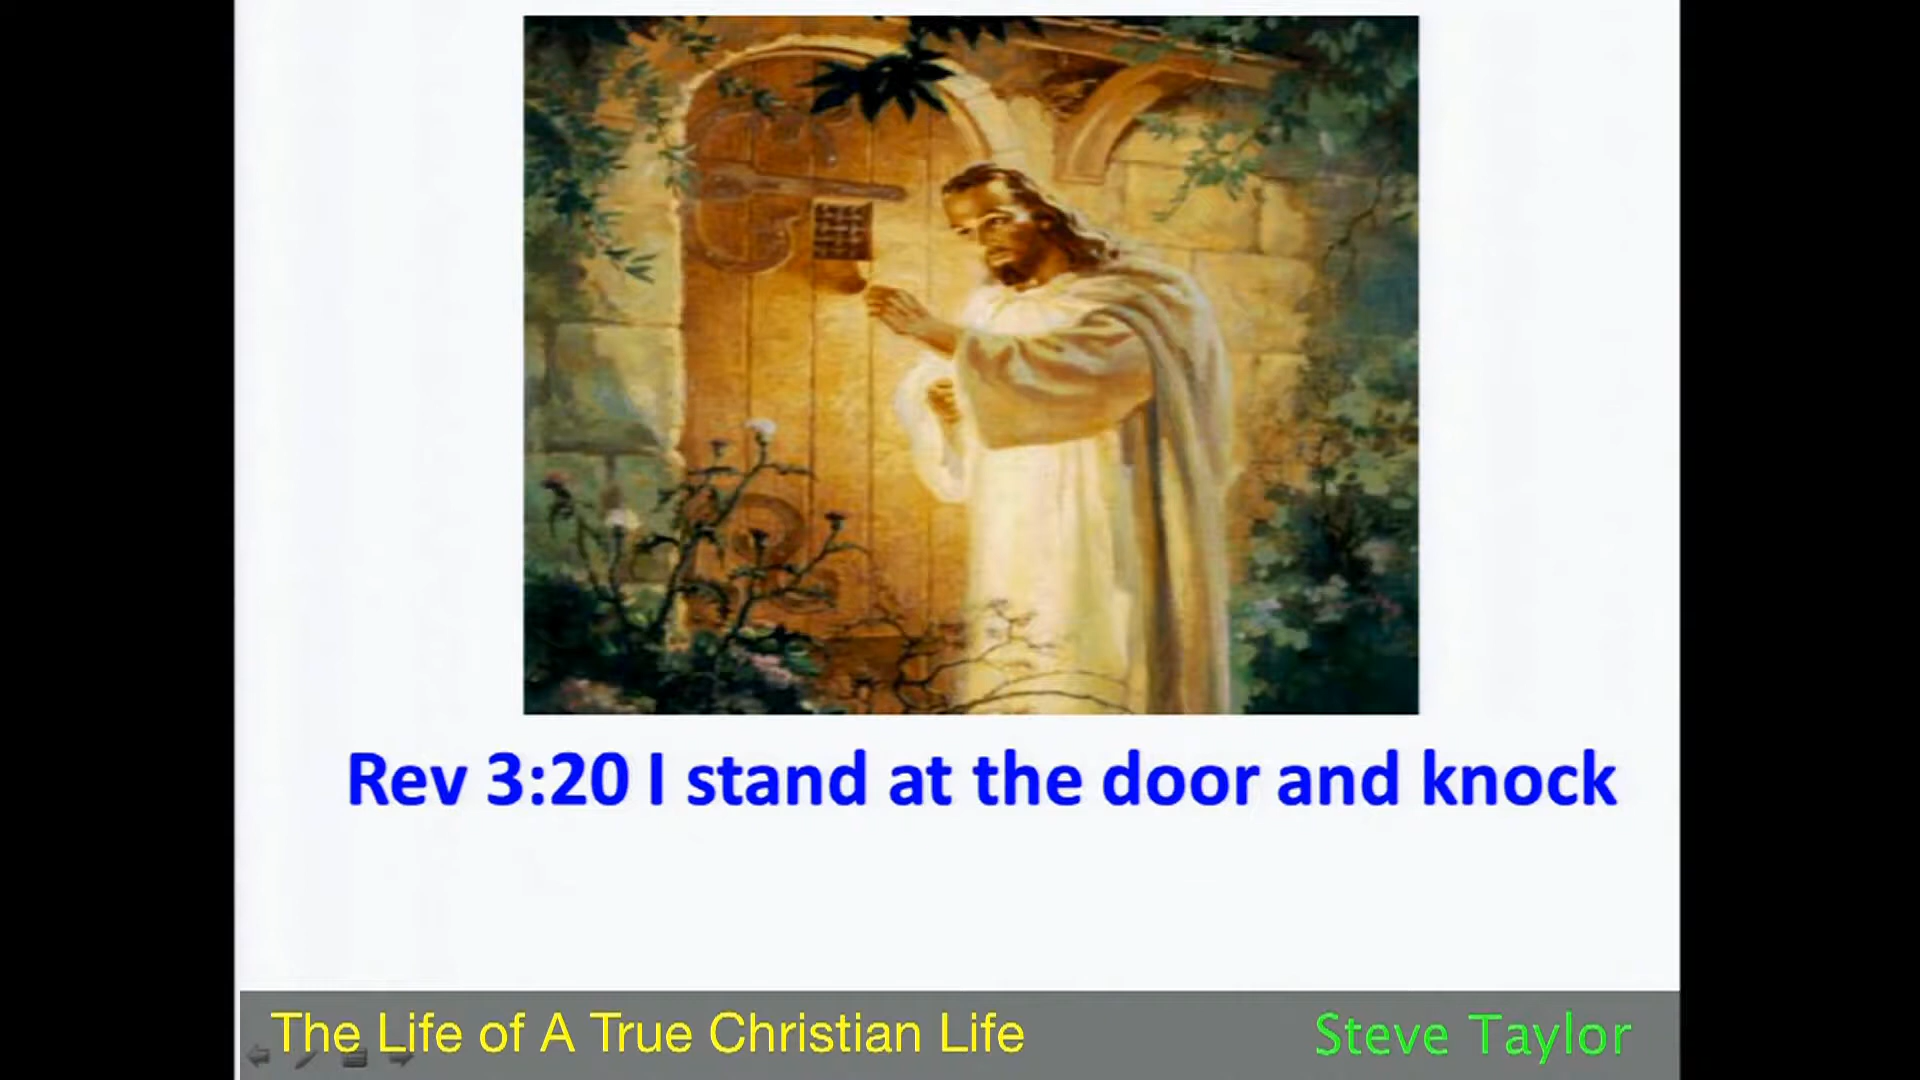 Rev 3:20 I stand at the door and knock
The Life of A True Christian Life
Steve Taylor